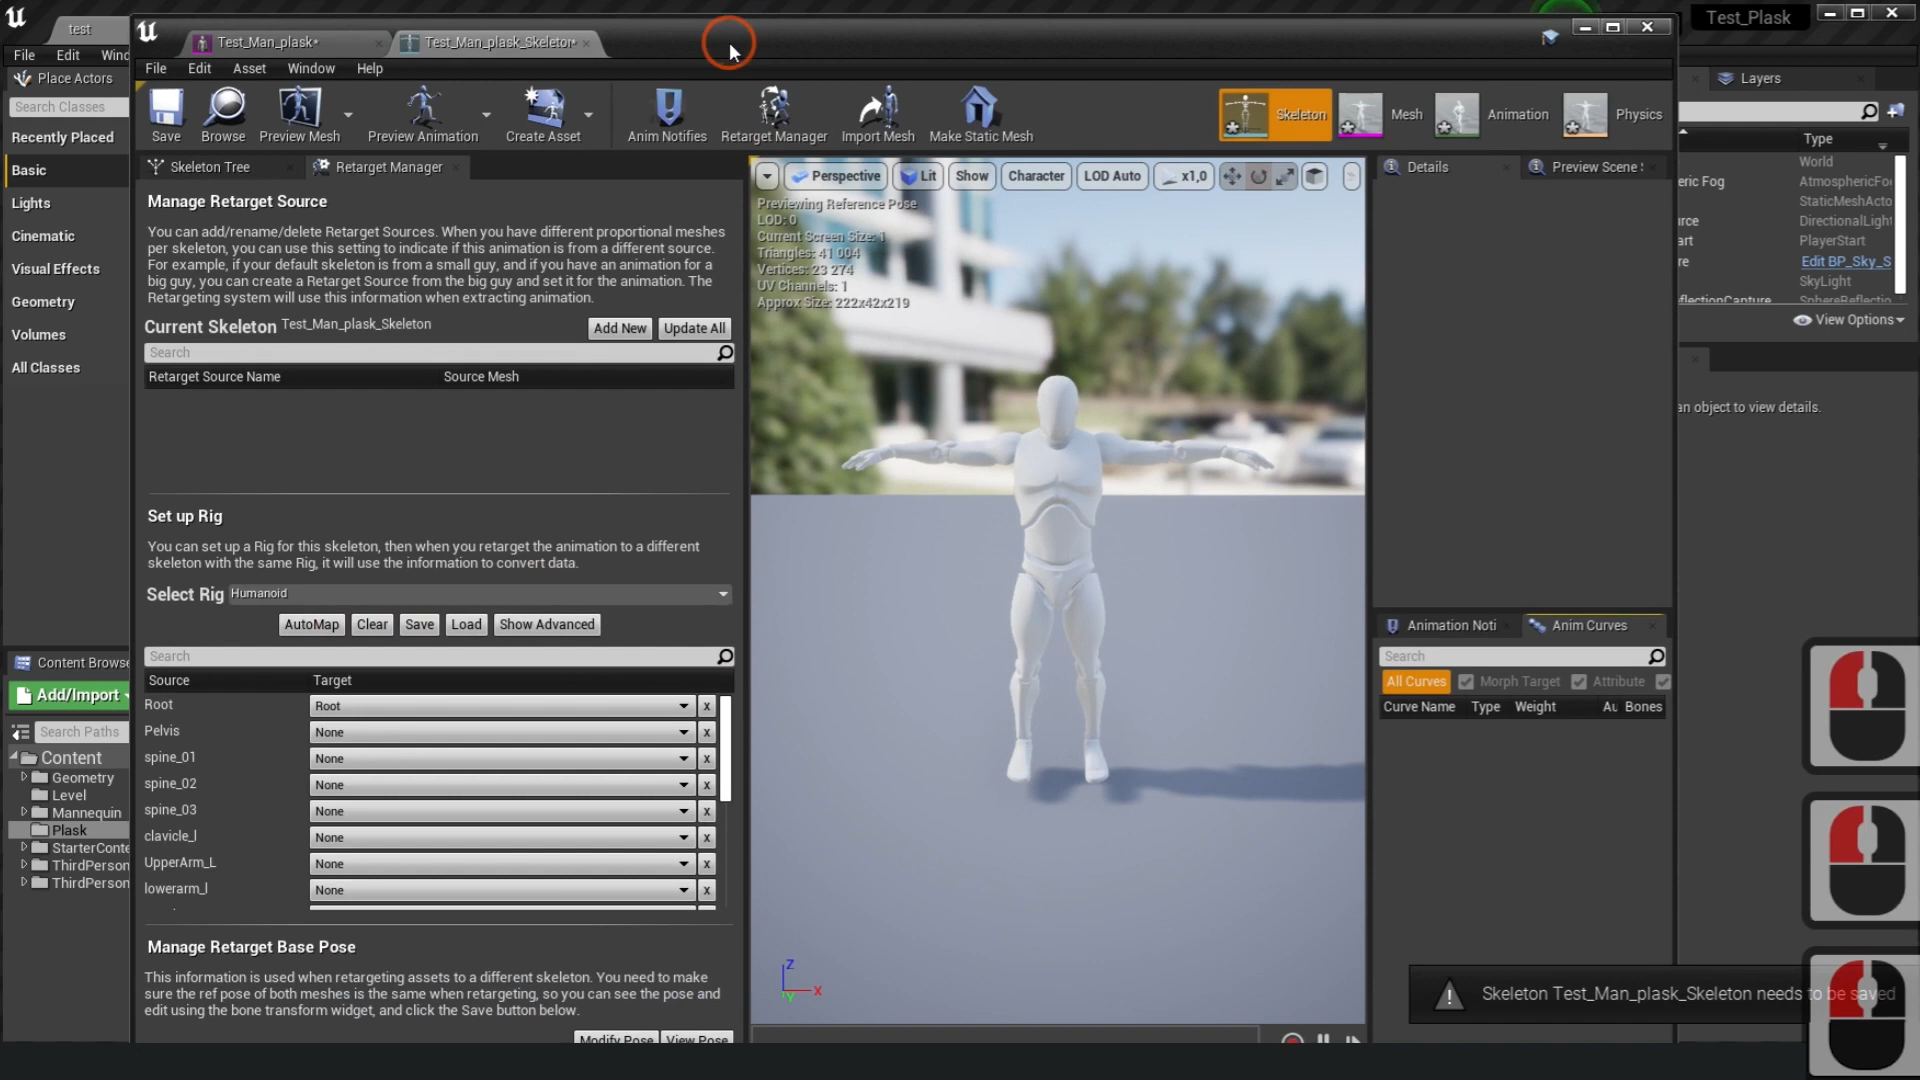 test
Test_Man_plask*
Test_Man_plask_Skeleton*
Test_Plask
File Edit
File Edit Asset Window Help
Place Actors
Search Classes
Recently Placed
Basic
Lights
Cinematic
Visual Effects
Geometry
Volumes
All Classes
Save
Browse
Preview Mesh
Preview Animation
Create Asset
Anim Notifies
Retarget Manager
Import Mesh
Make Static Mesh
Skeleton
Mesh
Animation
Physics
Skeleton Tree
Retarget Manager
Manage Retarget Source
You can add/rename/delete Retarget Sources. When you have different proportional meshes
per skeleton, you can use this setting to indicate if this animation is from a different source.
For example, if your default skeleton is from a small guy, and if you have an animation for a
big guy, you can create a Retarget Source from the big guy and set it for the animation. The
Retargeting system will use this information when extracting animation.
Current Skeleton Test_Man_plask_Skeleton
Add New
Update All
Search
Retarget Source Name Source Mesh
Set up Rig
You can set up a Rig for this skeleton, then when you retarget the animation to a different
skeleton with the same Rig, it will use the information to convert data.
Select Rig Humanoid
AutoMap Clear Save Load Show Advanced
Search
Source Target
Root Root x
Pelvis None x
spine_01 None x
spine_02 None x
spine_03 None x
clavicle_l None x
UpperArm_L None x
lowerarm_l None x
Manage Retarget Base Pose
This information is used when retargeting assets to a different skeleton. You need to make
sure the ref pose of both meshes is the same when retargeting, so you can see the pose and
edit using the bone transform widget, and click the Save button below.
Modify Pose View Pose
Perspective Lit Show Character LOD Auto x1,0
Previewing Reference Pose
LOD: 0
Current Screen Size: 1
Triangles: 41 004
Vertices: 23 274
UV Channels: 1
Approx Size: 222x42x219
Z
X
Y
Details
Preview Scene
Animation Noti
Anim Curves
Search
All Curves Morph Target Attribute
Curve Name Type Weight Au Bones
Layers
Type
World
eric Fog AtmosphericFo
StaticMeshActo
rce DirectionalLight
art PlayerStart
re Edit BP_Sky_S
SkyLight
flectionCapture SphereReflectio
View Options
an object to view details.
Content Browse
Add/Import
Search Paths
Content
Geometry
Level
Mannequin
Plask
StarterConte
ThirdPerson
ThirdPerson
Skeleton Test_Man_plask_Skeleton needs to be saved